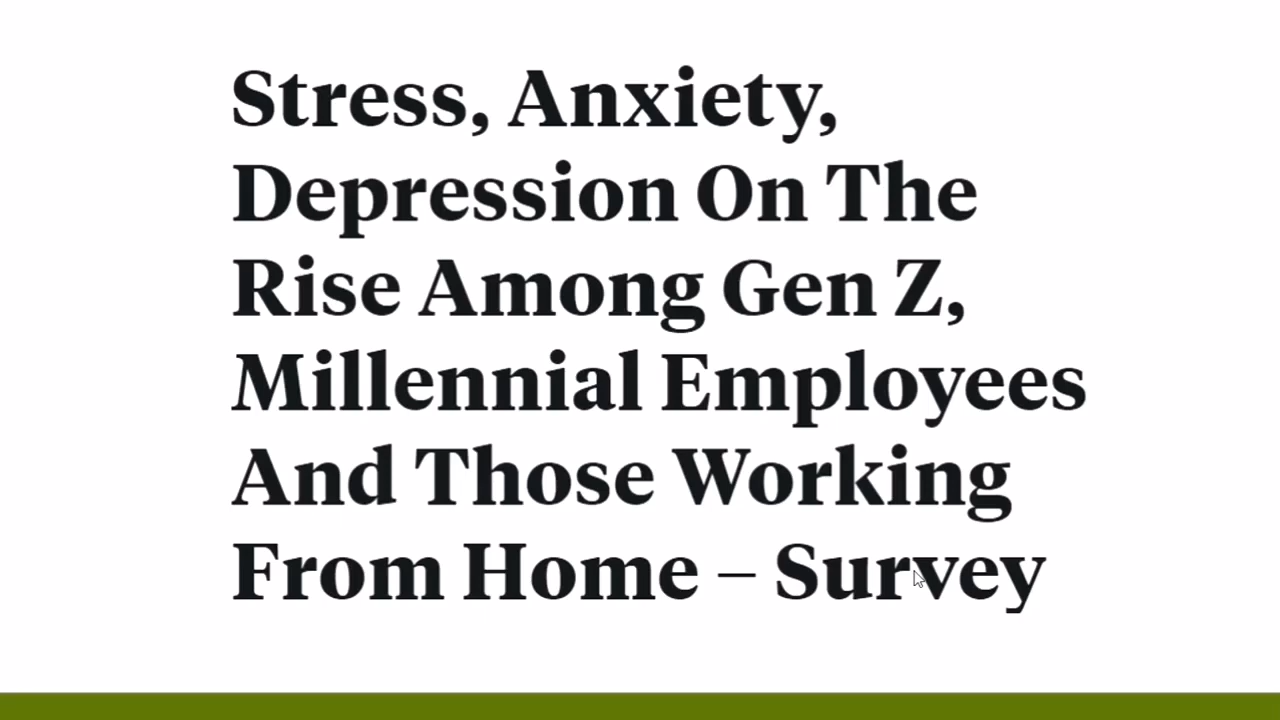 Stress, Anxiety,
Depression On The
Rise Among Gen Z,
Millennial Employees
And Those Working
From Home – Survey